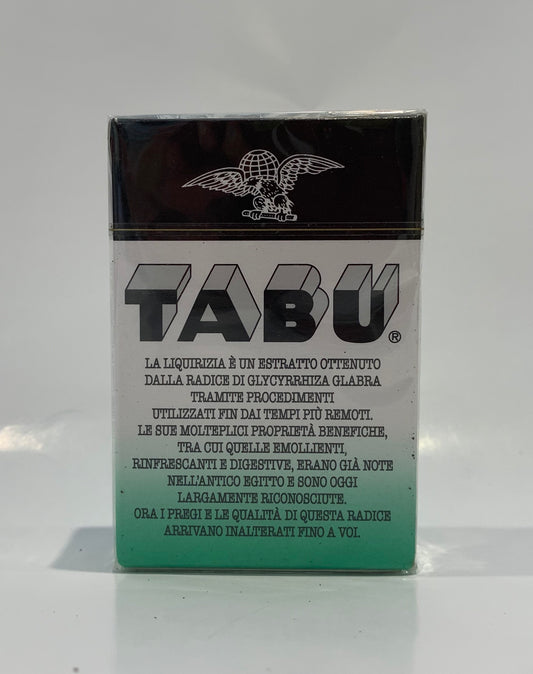 TABU®
LA LIQUIRIZIA È UN ESTRATTO OTTENUTO
DALLA RADICE DI GLYCYRRHIZA GLABRA
TRAMITE PROCEDIMENTI
UTILIZZATI FIN DAI TEMPI PIÙ REMOTI.
LE SUE MOLTEPLICI PROPRIETÀ BENEFICHE,
TRA CUI QUELLE EMOLLIENTI,
RINFRESCANTI E DIGESTIVE, ERANO GIÀ NOTE
NELL'ANTICO EGITTO E SONO OGGI
LARGAMENTE RICONOSCIUTE.
ORA I PREGI E LE QUALITÀ DI QUESTA RADICE
ARRIVANO INALTERATI FINO A VOI.